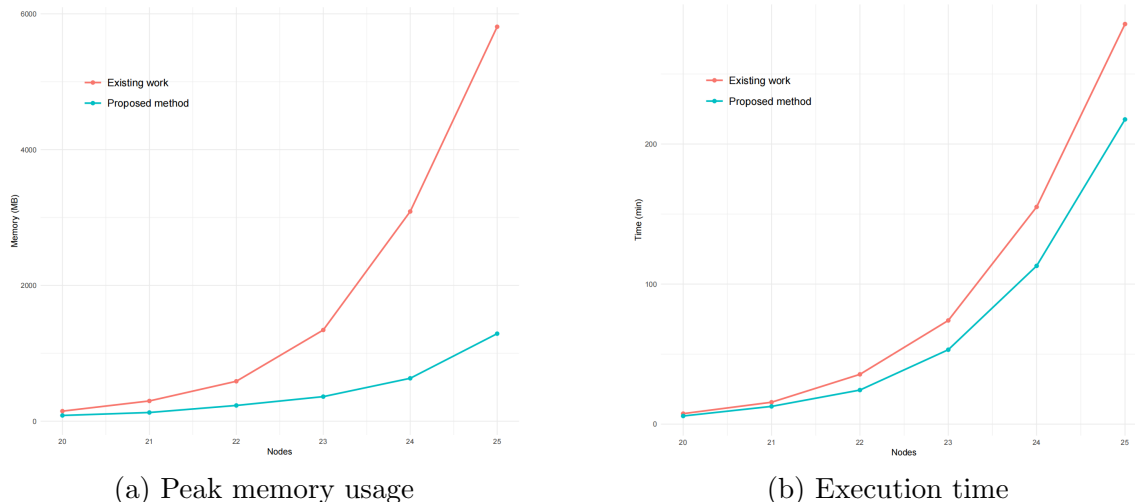 6000
4000
2000
0
Memory (MB)
Existing work
Proposed method
20 21 22 23 24 25
Nodes
(a) Peak memory usage
200
100
0
Time (min)
Existing work
Proposed method
20 21 22 23 24 25
Nodes
(b) Execution time